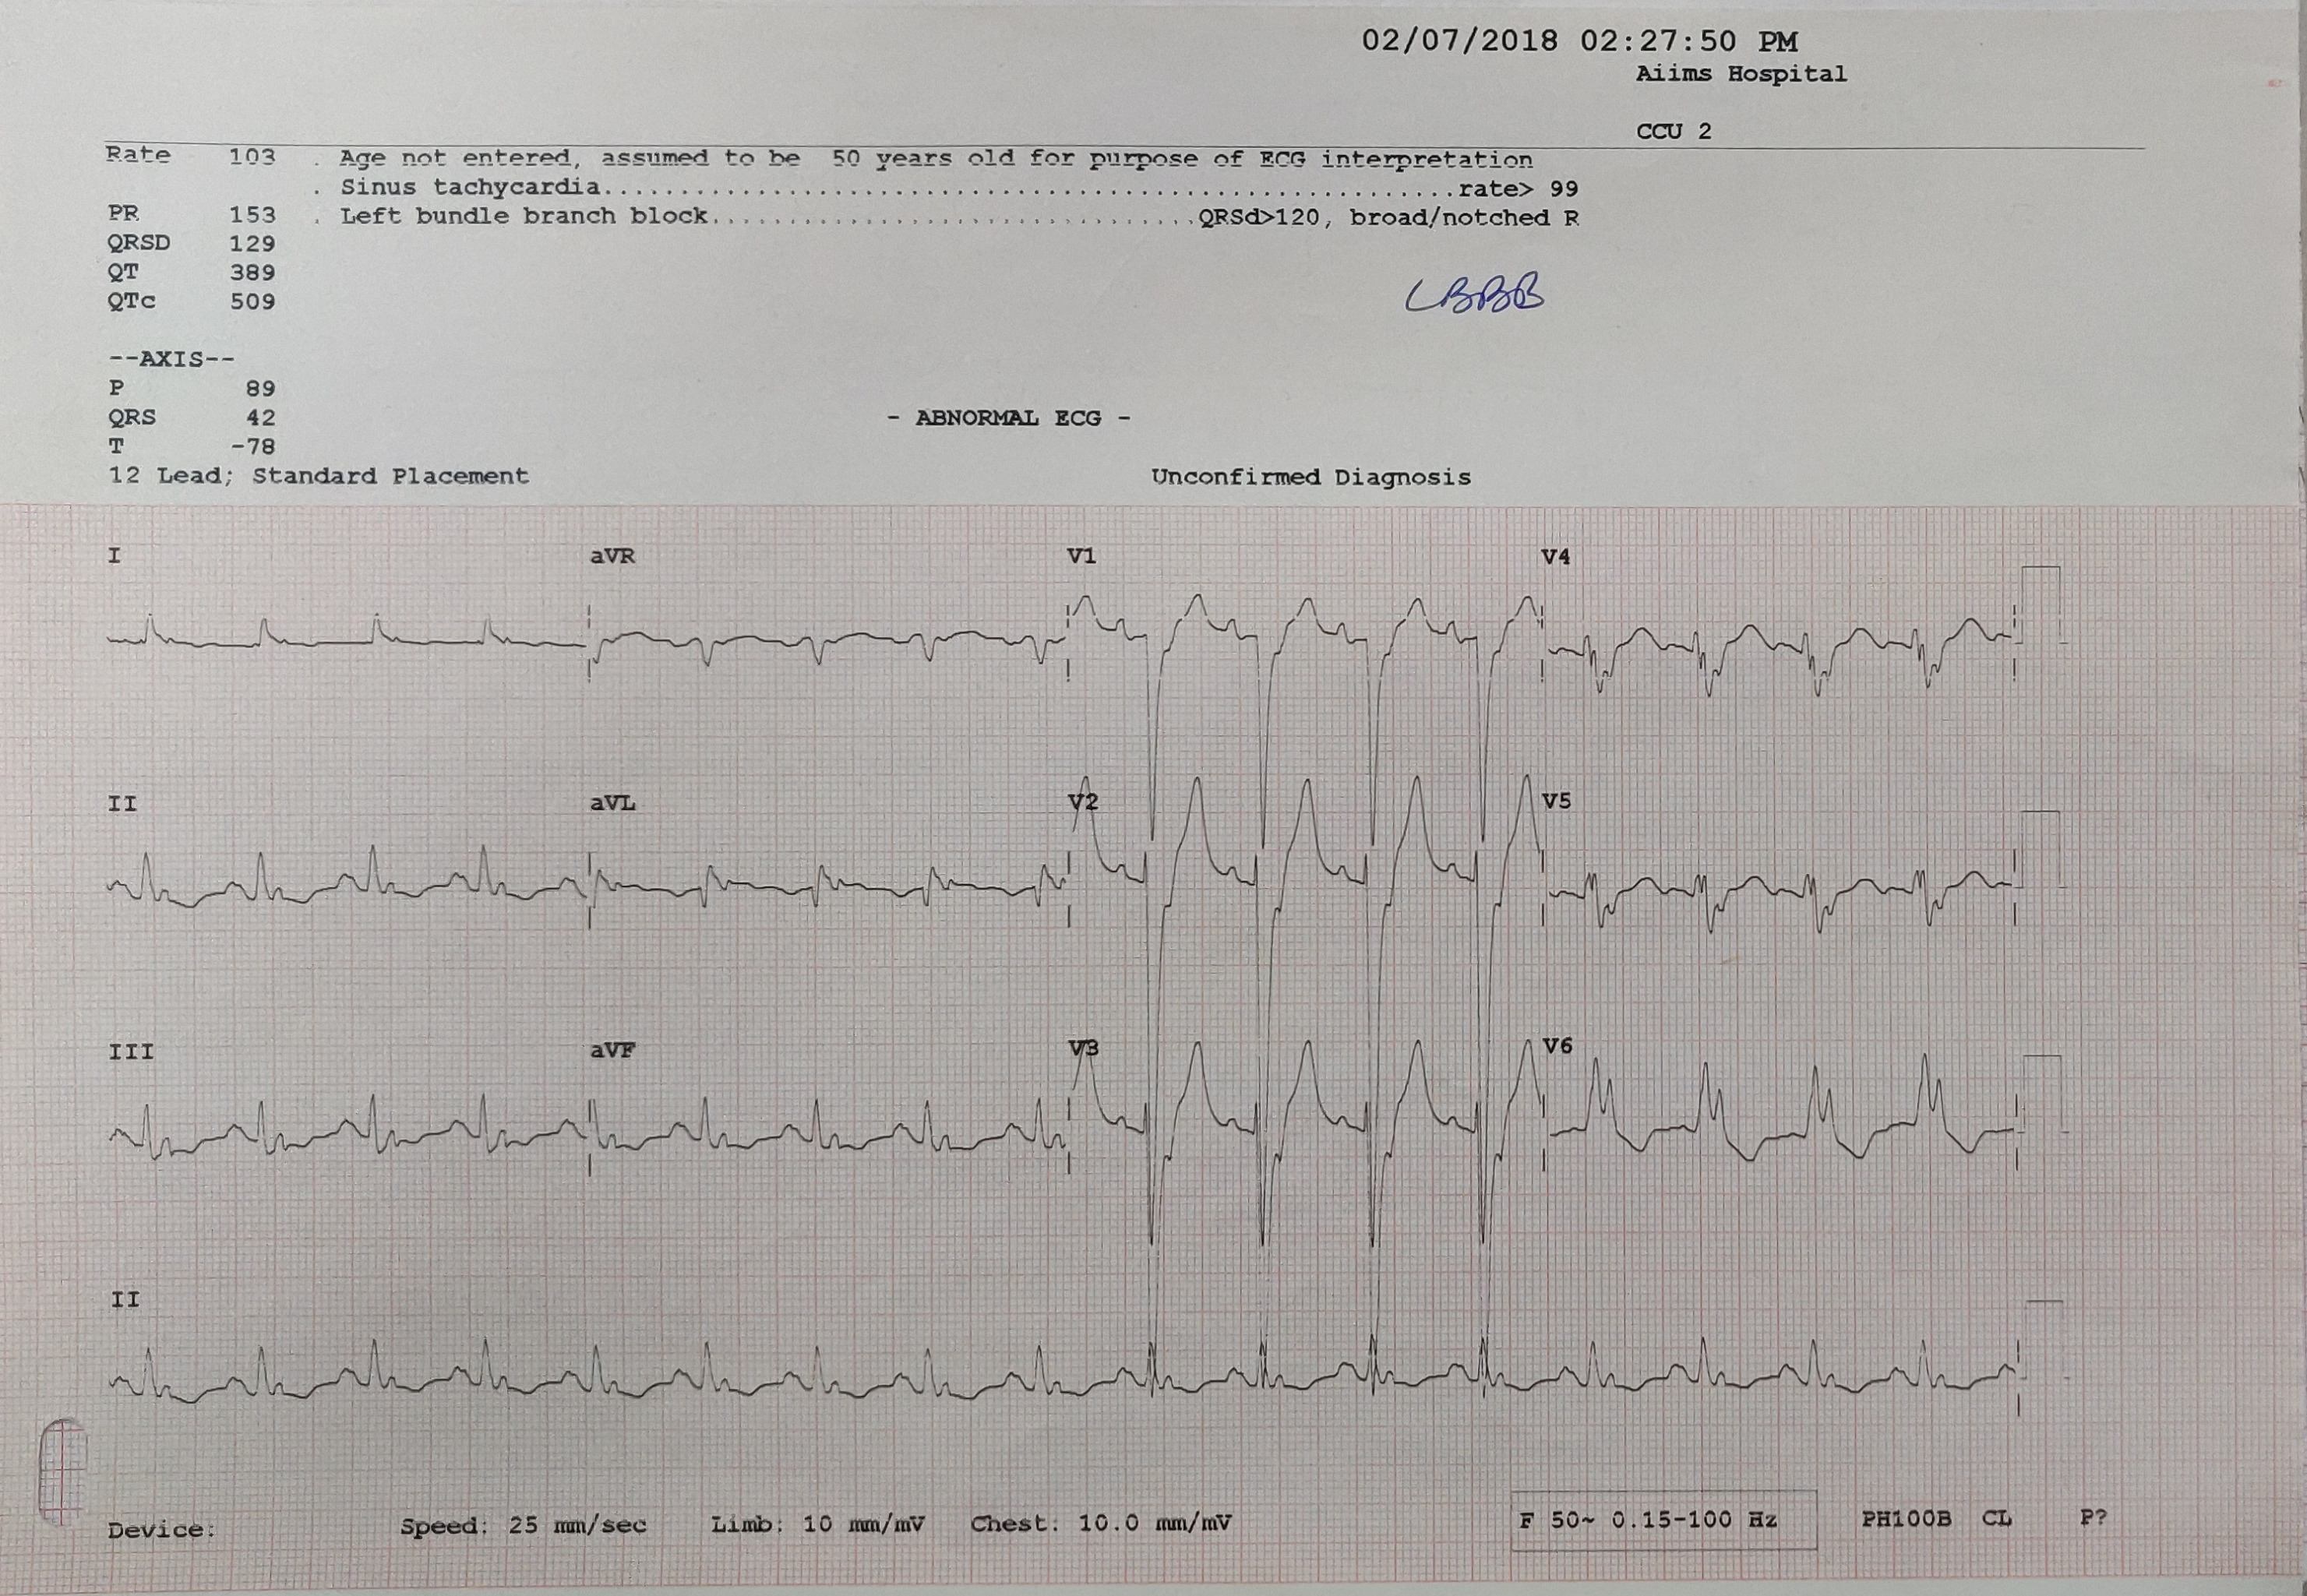 02/07/2018 02:27:50 PM
Aiims Hospital
CCU 2
Rate 103 . Age not entered, assumed to be 50 years old for purpose of ECG interpretation
. Sinus tachycardia.......................................................rate> 99
PR 153 . Left bundle branch block...............................QRSd>120, broad/notched R
QRSD 129
QT 389
QTc 509
LBBB
--AXIS--
P 89
QRS 42 - ABNORMAL ECG -
T -78
12 Lead; Standard Placement Unconfirmed Diagnosis
I aVR V1 V4
II aVL V2 V5
III aVF V3 V6
II
Device: Speed: 25 mm/sec Limb: 10 mm/mV Chest: 10.0 mm/mV F 50~ 0.15-100 Hz PH100B CL P?